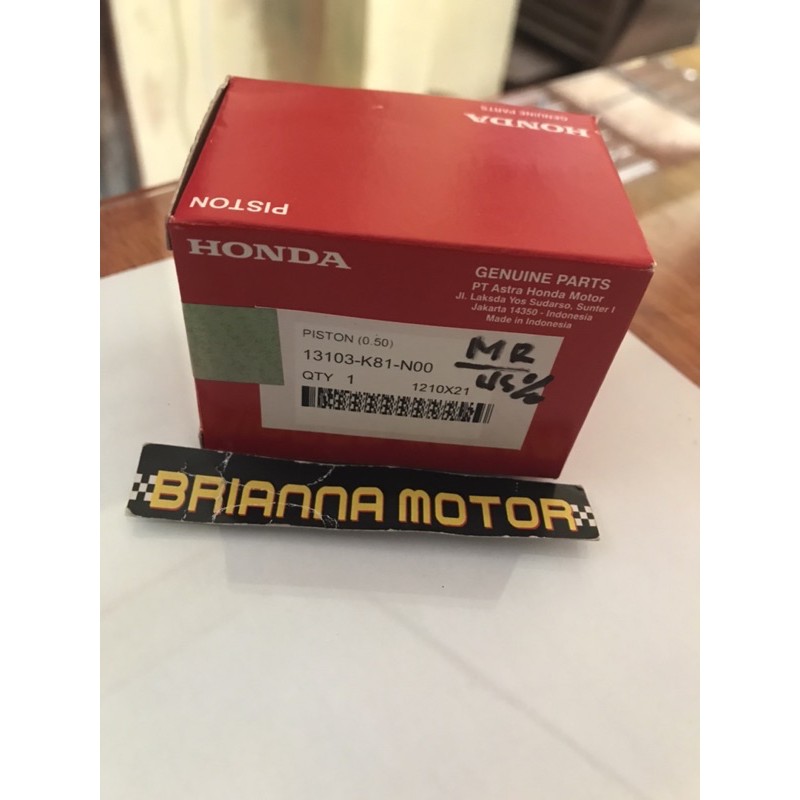 HONDA
GENUINE PARTS
PISTON
HONDA
GENUINE PARTS
PT Astra Honda Motor
Jl. Laksda Yos Sudarso, Sunter I
Jakarta 14350 - Indonesia
Made in Indonesia
PISTON (0.50)
13103-K81-N00
QTY 1
1210X21
MR
BRIANNA MOTOR